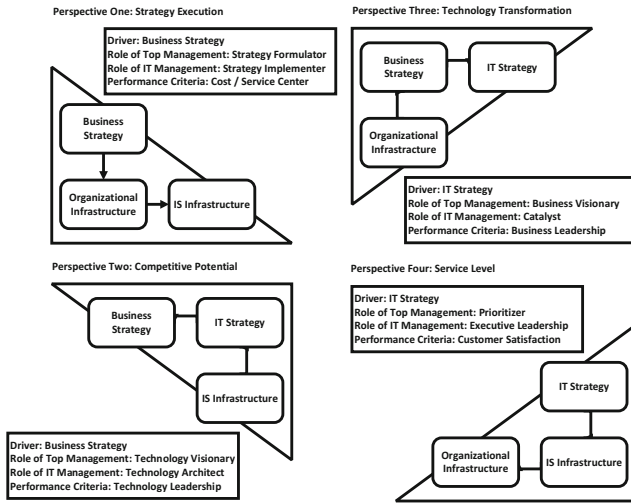 Perspective One: Strategy Execution
Driver: Business Strategy
Role of Top Management: Strategy Formulator
Role of IT Management: Strategy Implementer
Performance Criteria: Cost / Service Center
Business
Strategy
Organizational
Infrastructure
IS Infrastructure
Perspective Three: Technology Transformation
Business
Strategy
IT Strategy
Organizational
Infrastracture
Driver: IT Strategy
Role of Top Management: Business Visionary
Role of IT Management: Catalyst
Performance Criteria: Business Leadership
Perspective Two: Competitive Potential
Business
Strategy
IT Strategy
IS Infrastructure
Driver: Business Strategy
Role of Top Management: Technology Visionary
Role of IT Management: Technology Architect
Performance Criteria: Technology Leadership
Perspective Four: Service Level
Driver: IT Strategy
Role of Top Management: Prioritizer
Role of IT Management: Executive Leadership
Performance Criteria: Customer Satisfaction
IT Strategy
Organizational
Infrastructure
IS Infrastructure